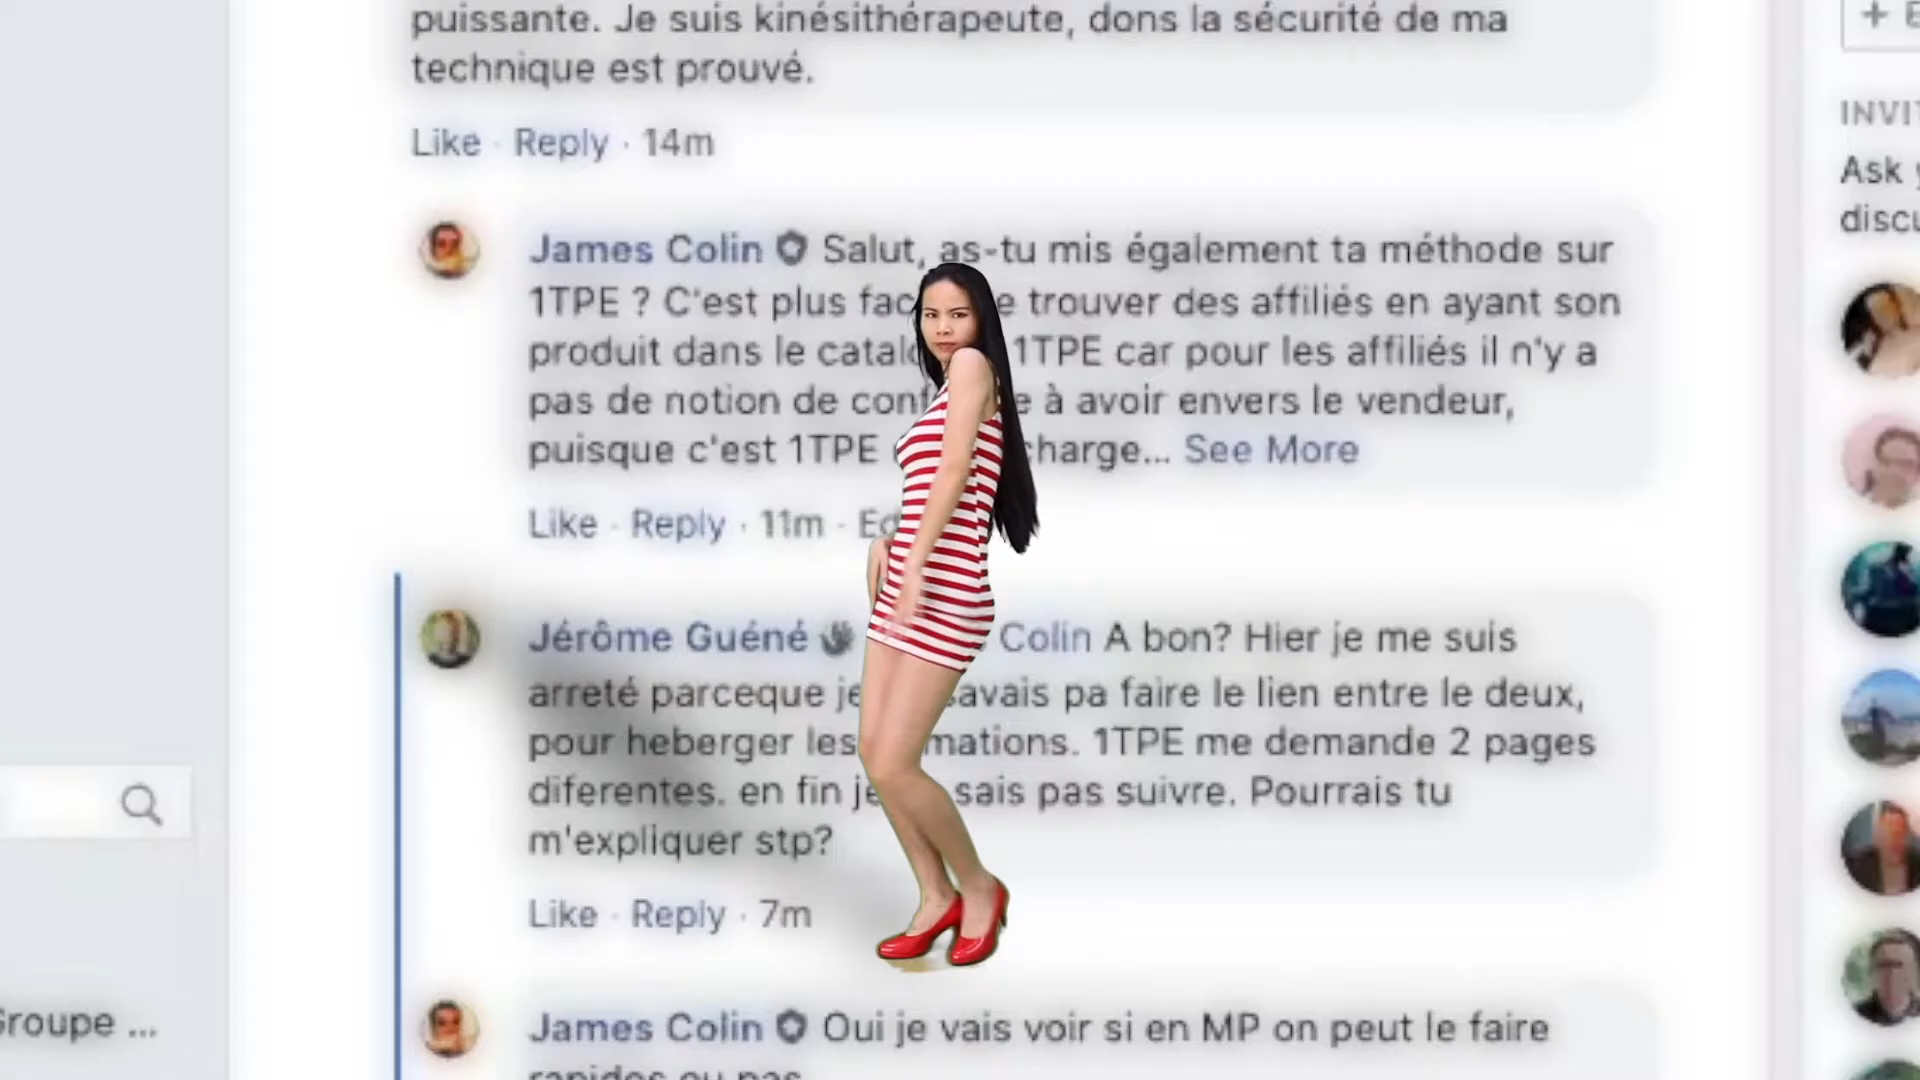 puissante. Je suis kinésithérapeute, dons la sécurité de ma
technique est prouvé.
Like · Reply · 14m
James Colin Salut, as-tu mis également ta méthode sur
1TPE ? C'est plus e trouver des affiliés en ayant son
produit dans le 1TPE car pour les affiliés il n'y a
pas de notion de à avoir envers le vendeur,
puisque c'est 1TPE charge... See More
Like · Reply · 11m
Jérôme Guéné Colin A bon? Hier je me suis
arreté parceque je savais pa faire le lien entre le deux,
pour heberger les mations. 1TPE me demande 2 pages
diferentes. en fin je sais pas suivre. Pourrais tu
m'expliquer stp?
Like · Reply · 7m
James Colin Oui je vais voir si en MP on peut le faire
rapides ou pas
Groupe ...
+ E
INVIT
Ask
discu